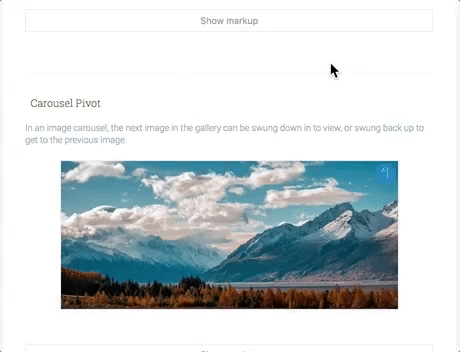 Show markup
Carousel Pivot
In an image carousel, the next image in the gallery can be swung down in to view, or swung back up to
get to the previous image.